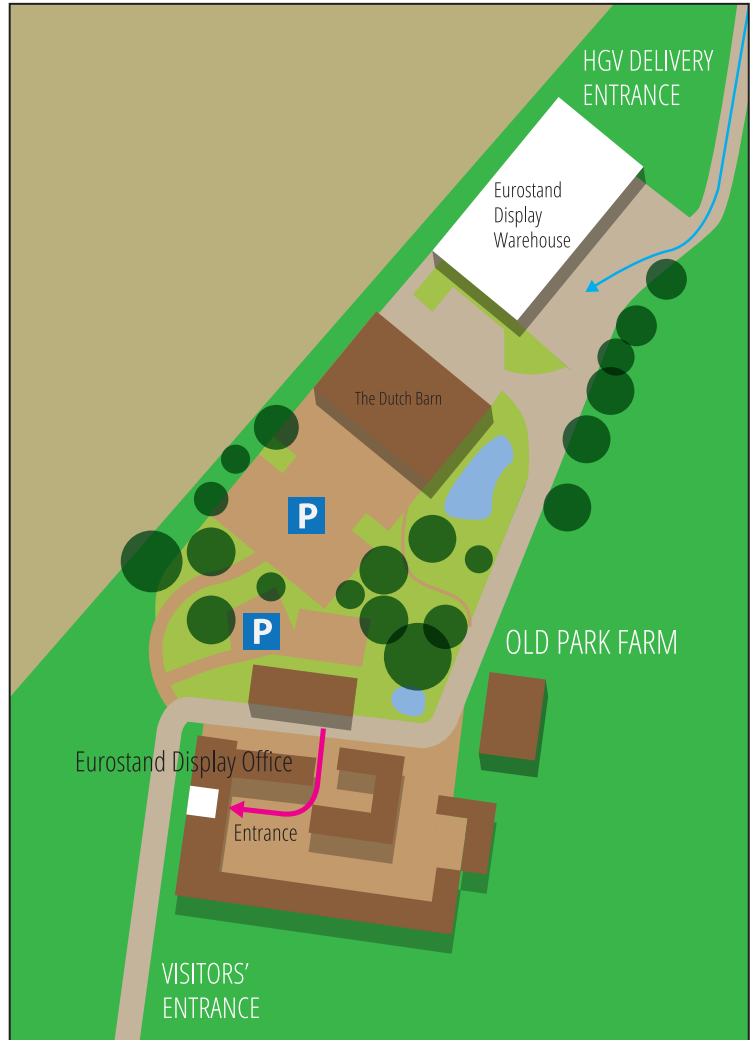 HGV DELIVERY
ENTRANCE
Eurostand
Display
Warehouse
The Dutch Barn
P
P
OLD PARK FARM
Eurostand Display Office
Entrance
VISITORS’
ENTRANCE